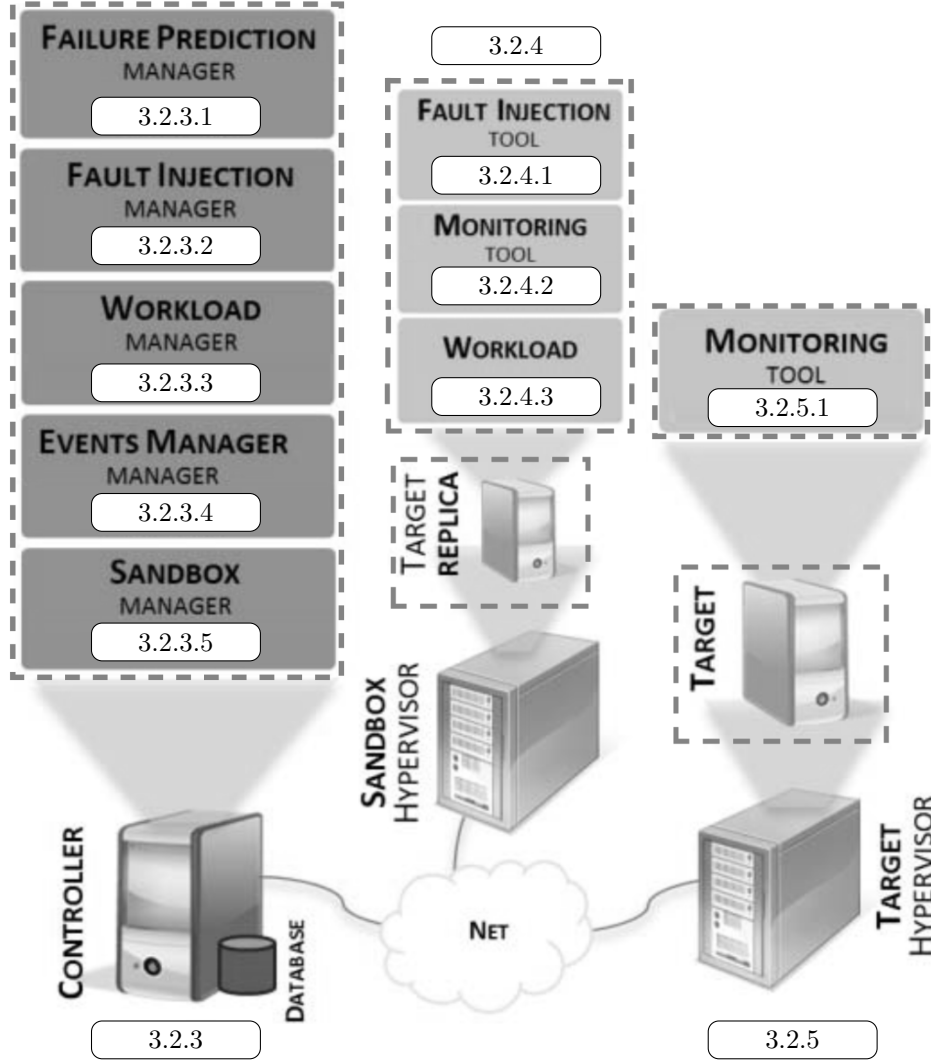 FAILURE PREDICTION
MANAGER
3.2.3.1
FAULT INJECTION
MANAGER
3.2.3.2
WORKLOAD
MANAGER
3.2.3.3
EVENTS MANAGER
MANAGER
3.2.3.4
SANDBOX
MANAGER
3.2.3.5
CONTROLLER
DATABASE
3.2.3
3.2.4
FAULT INJECTION
TOOL
3.2.4.1
MONITORING
TOOL
3.2.4.2
WORKLOAD
3.2.4.3
TARGET
REPLICA
SANDBOX
HYPERVISOR
NET
MONITORING
TOOL
3.2.5.1
TARGET
TARGET
HYPERVISOR
3.2.5